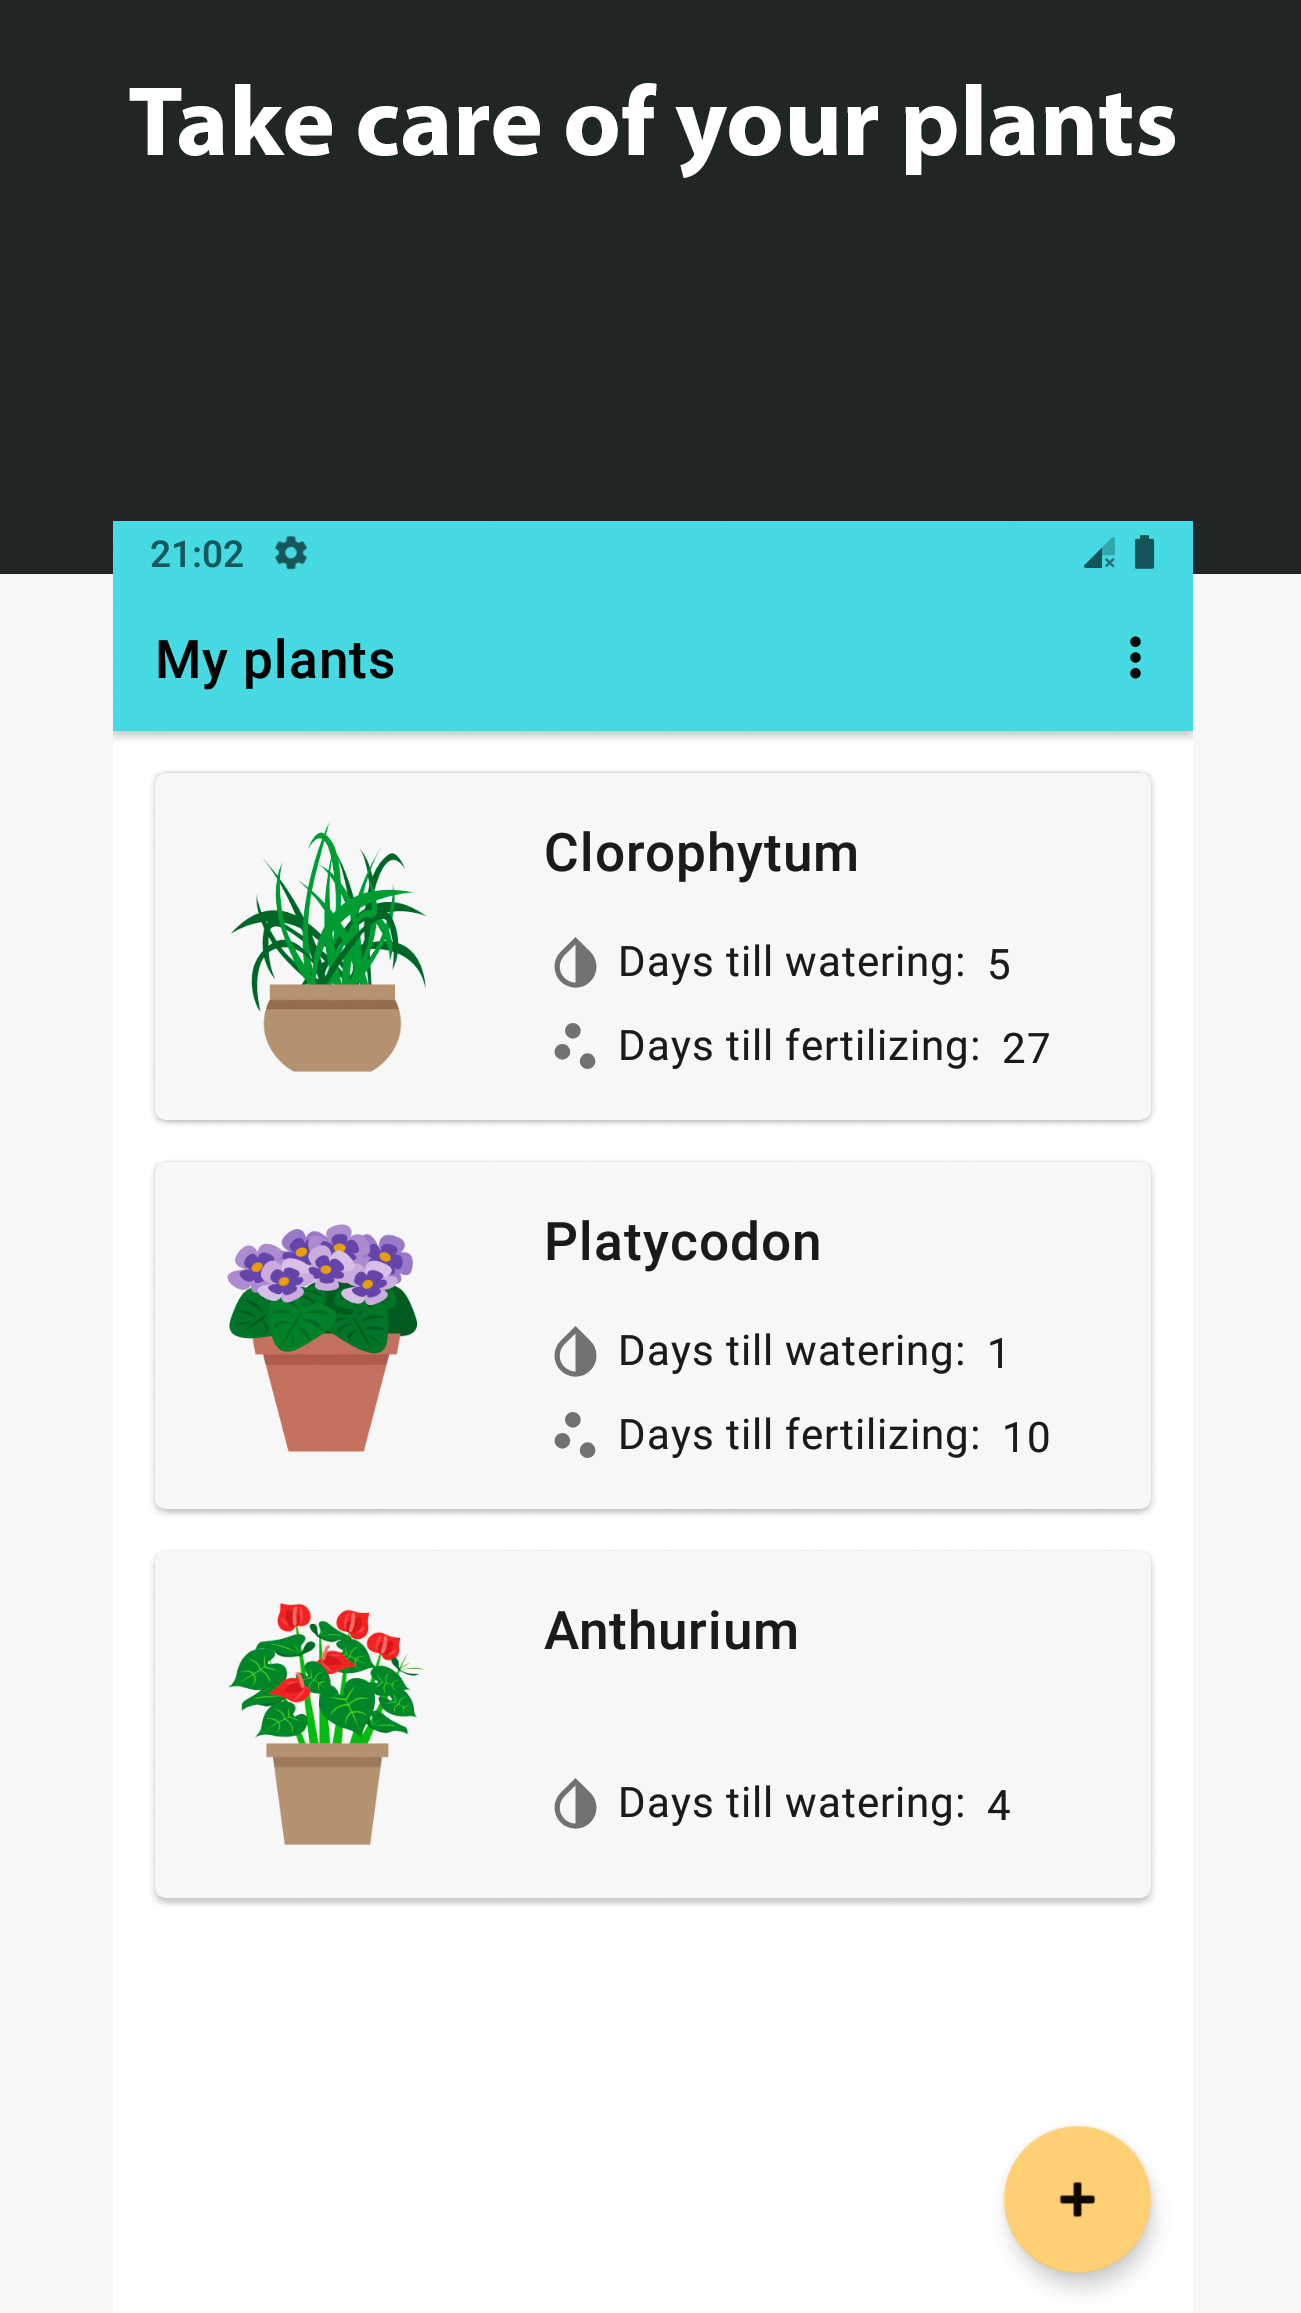 Take care of your plants
21:02
My plants
Clorophytum
Days till watering: 5
Days till fertilizing: 27
Platycodon
Days till watering: 1
Days till fertilizing: 10
Anthurium
Days till watering: 4